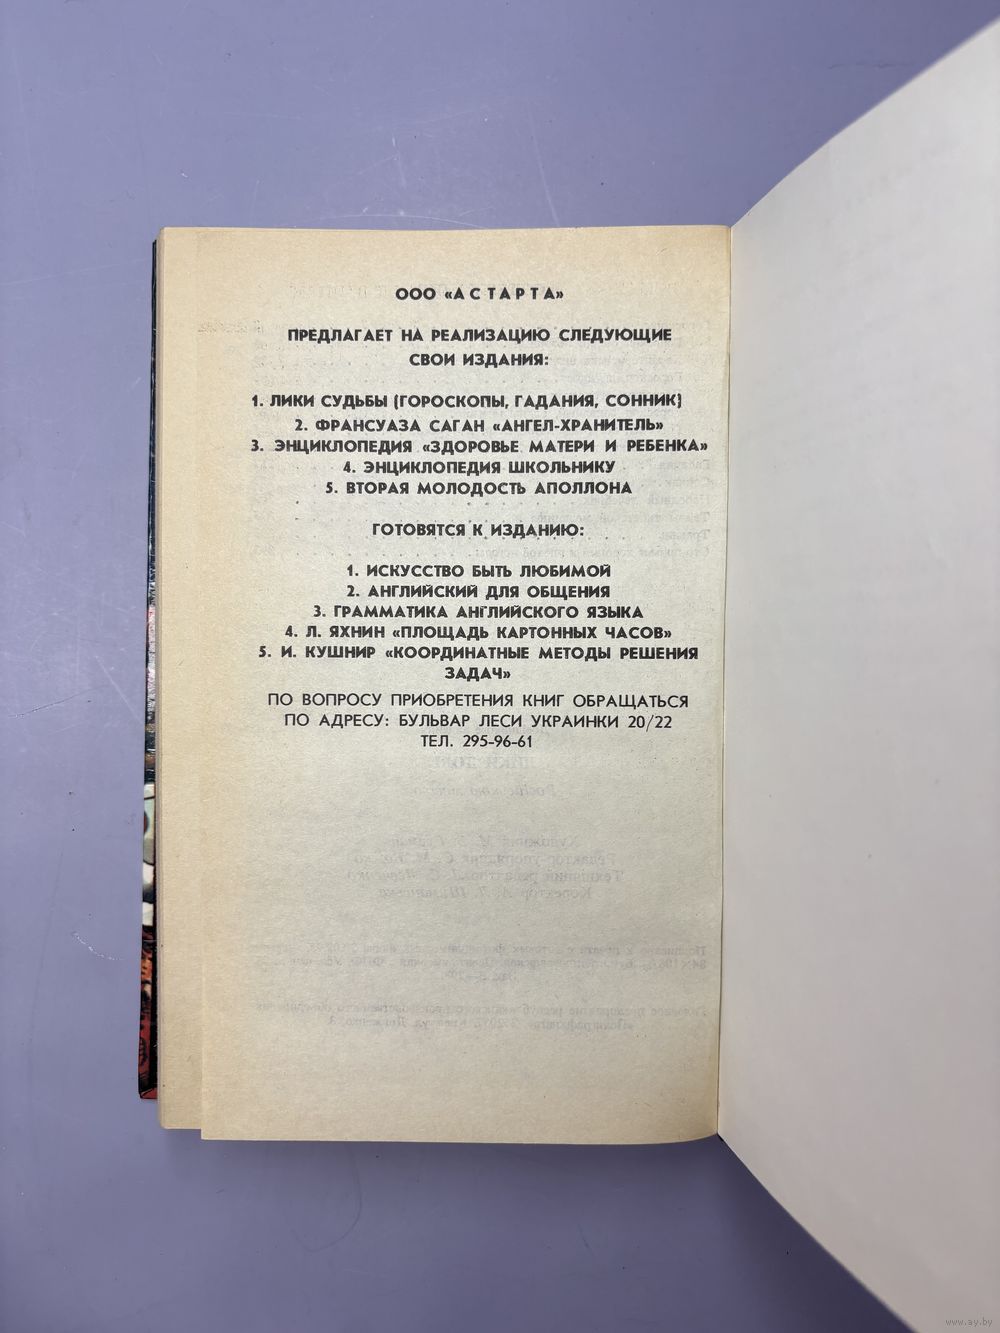 ООО «АСТАРТА»
ПРЕДЛАГАЕТ НА РЕАЛИЗАЦИЮ СЛЕДУЮЩИЕ
СВОИ ИЗДАНИЯ:
1. ЛИКИ СУДЬБЫ (ГОРОСКОПЫ, ГАДАНИЯ, СОННИК)
2. ФРАНСУАЗА САГАН «АНГЕЛ-ХРАНИТЕЛЬ»
3. ЭНЦИКЛОПЕДИЯ «ЗДОРОВЬЕ МАТЕРИ И РЕБЕНКА»
4. ЭНЦИКЛОПЕДИЯ ШКОЛЬНИКУ
5. ВТОРАЯ МОЛОДОСТЬ АПОЛЛОНА
ГОТОВЯТСЯ К ИЗДАНИЮ:
1. ИСКУССТВО БЫТЬ ЛЮБИМОЙ
2. АНГЛИЙСКИЙ ДЛЯ ОБЩЕНИЯ
3. ГРАММАТИКА АНГЛИЙСКОГО ЯЗЫКА
4. Л. ЯХНИН «ПЛОЩАДЬ КАРТОННЫХ ЧАСОВ»
5. И. КУШНИР «КООРДИНАТНЫЕ МЕТОДЫ РЕШЕНИЯ
ЗАДАЧ»
ПО ВОПРОСУ ПРИОБРЕТЕНИЯ КНИГ ОБРАЩАТЬСЯ
ПО АДРЕСУ: БУЛЬВАР ЛЕСИ УКРАИНКИ 20/22
ТЕЛ. 295-96-61
www.ay.by